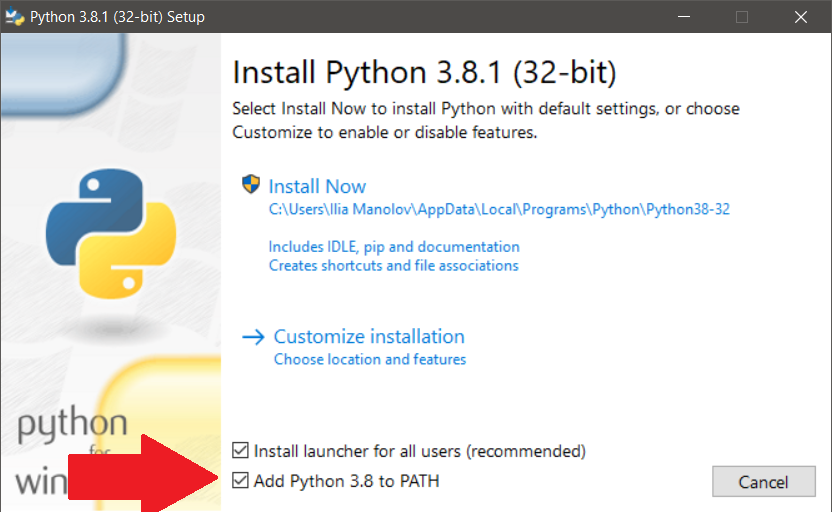 Python 3.8.1 (32-bit) Setup
Install Python 3.8.1 (32-bit)
Select Install Now to install Python with default settings, or choose
Customize to enable or disable features.
Install Now
C:\Users\Ilia Manolov\AppData\Local\Programs\Python\Python38-32
Includes IDLE, pip and documentation
Creates shortcuts and file associations
Customize installation
Choose location and features
python
for
win
Install launcher for all users (recommended)
Add Python 3.8 to PATH
Cancel